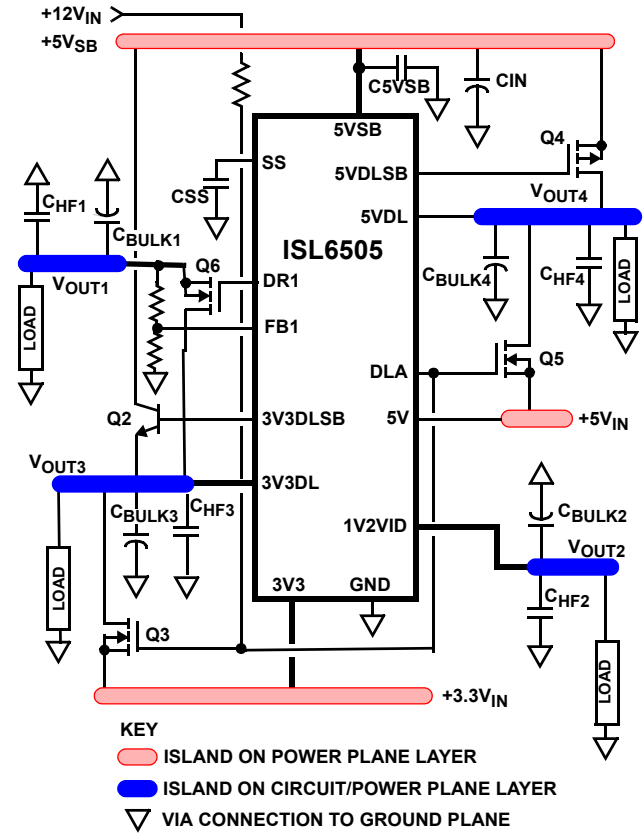 +12VIN
+5VSB
C5VSB
CIN
5VSB
Q4
SS
5VDLSB
CSS
VOUT4
CHF1
5VDL
CBULK1
ISL6505
Q6
CBULK4
CHF4
LOAD
VOUT1
DR1
LOAD
FB1
Q5
DLA
Q2
3V3DLSB
5V
+5VIN
VOUT3
3V3DL
CBULK3
CHF3
CBULK2
1V2VID
VOUT2
LOAD
3V3
GND
CHF2
Q3
LOAD
+3.3VIN
KEY
ISLAND ON POWER PLANE LAYER
ISLAND ON CIRCUIT/POWER PLANE LAYER
VIA CONNECTION TO GROUND PLANE